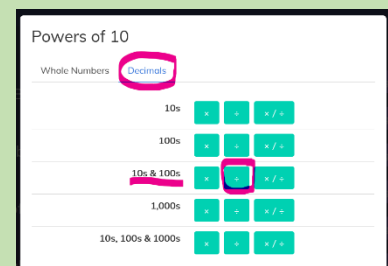 Powers of 10
Whole Numbers Decimals
10s × ÷ × / ÷
100s × ÷ × / ÷
10s & 100s × ÷ × / ÷
1,000s × ÷ × / ÷
10s, 100s & 1000s × ÷ × / ÷